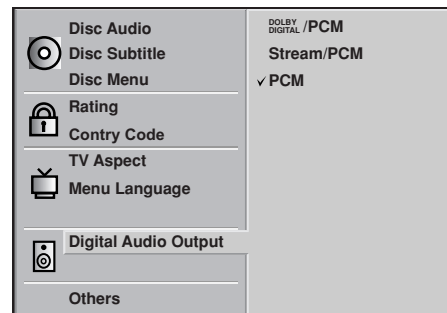 Disc Audio
Disc Subtitle
Disc Menu
Rating
Contry Code
TV Aspect
Menu Language
Digital Audio Output
Others
DOLBY DIGITAL /PCM
Stream/PCM
✓ PCM